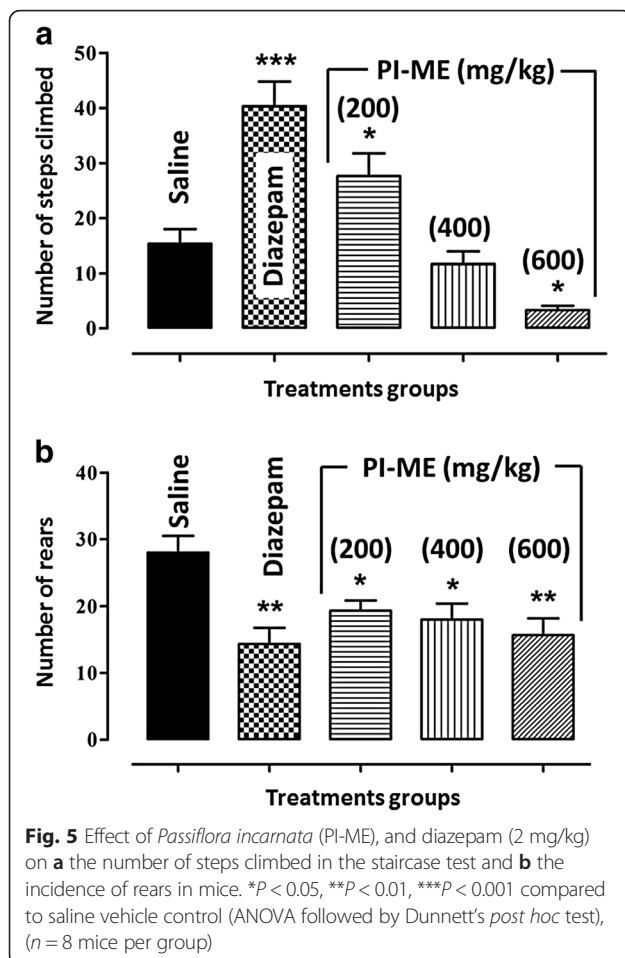 a
50
40
30
20
10
0
Number of steps climbed
Saline
***
Diazepam
PI-ME (mg/kg)
(200)
*
(400)
(600)
*
Treatments groups
b
40
30
20
10
0
Number of rears
Saline
Diazepam
**
PI-ME (mg/kg)
(200)
*
(400)
*
(600)
**
Treatments groups
Fig. 5 Effect of Passiflora incarnata (PI-ME), and diazepam (2 mg/kg)
on a the number of steps climbed in the staircase test and b the
incidence of rears in mice. *P < 0.05, **P < 0.01, ***P < 0.001 compared
to saline vehicle control (ANOVA followed by Dunnett's post hoc test),
(n = 8 mice per group)